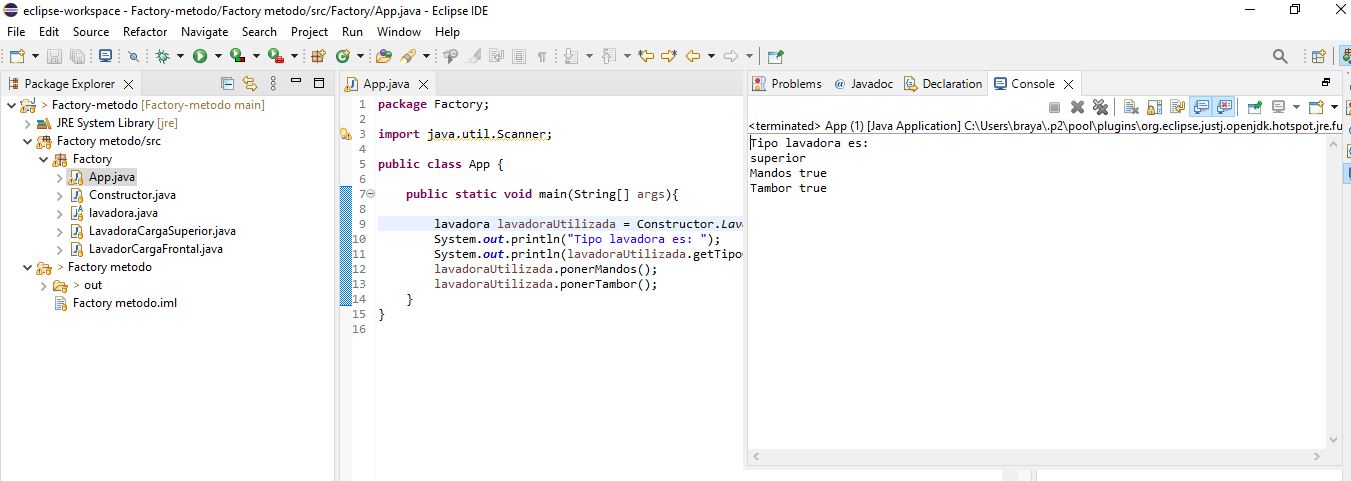 eclipse-workspace - Factory-metodo/Factory metodo/src/Factory/App.java - Eclipse IDE
File Edit Source Refactor Navigate Search Project Run Window Help
Package Explorer
> Factory-metodo [Factory-metodo main]
JRE System Library [jre]
Factory metodo/src
Factory
App.java
Constructor.java
lavadora.java
LavadoraCargaSuperior.java
LavadorCargaFrontal.java
> Factory metodo
> out
Factory metodo.iml
App.java
1 package Factory;
2
3 import java.util.Scanner;
4
5 public class App {
6
7 public static void main(String[] args){
8
9 lavadora lavadoraUtilizada = Constructor.Lav
10 System.out.println("Tipo lavadora es: ");
11 System.out.println(lavadoraUtilizada.getTipo
12 lavadoraUtilizada.ponerMandos();
13 lavadoraUtilizada.ponerTambor();
14 }
15 }
16
Problems @ Javadoc Declaration Console
<terminated> App (1) [Java Application] C:\Users\braya\.p2\pool\plugins\org.eclipse.justj.openjdk.hotspot.jre.fu
Tipo lavadora es:
superior
Mandos true
Tambor true